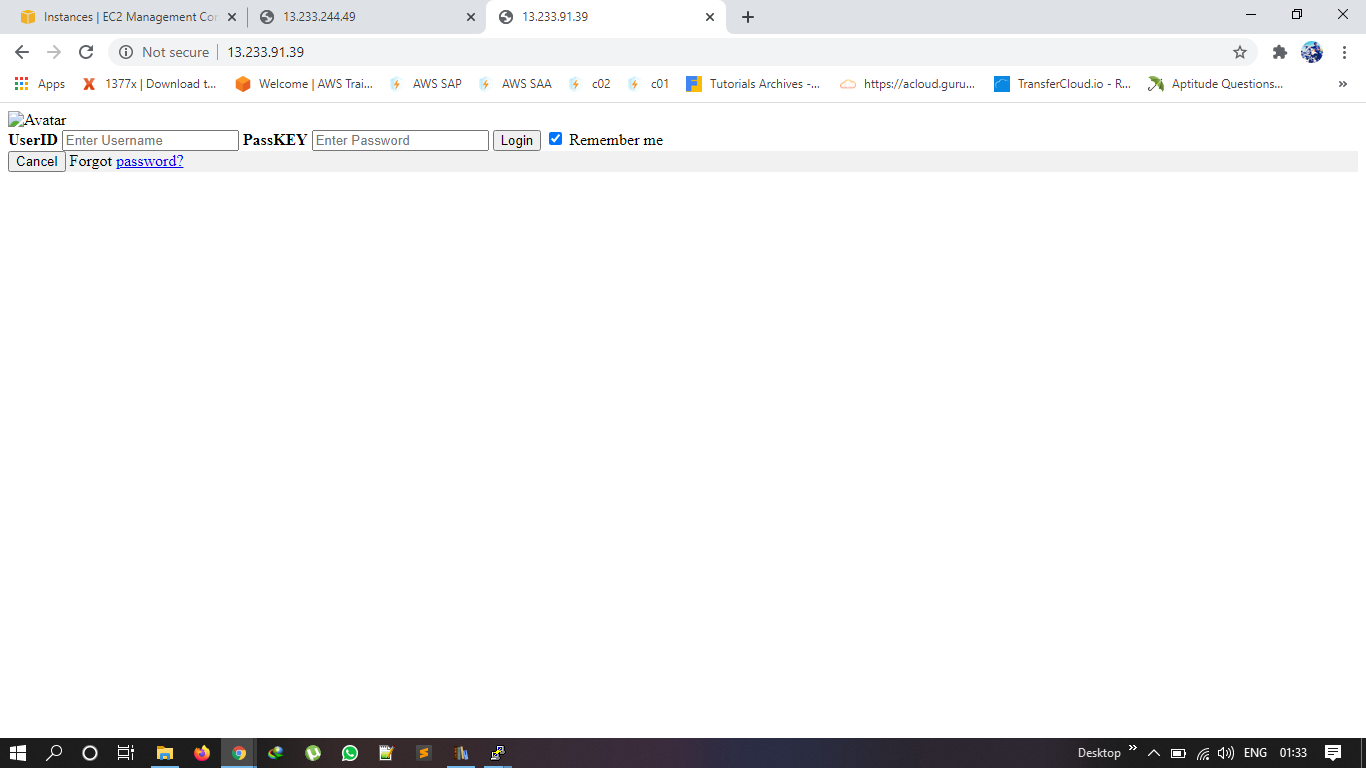 Instances | EC2 Management Con
13.233.244.49
13.233.91.39
Not secure
13.233.91.39
Apps
1377x | Download t...
Welcome | AWS Trai...
AWS SAP
AWS SAA
c02
c01
Tutorials Archives -...
https://acloud.guru...
TransferCloud.io - R...
Aptitude Questions...
»
Avatar
UserID Enter Username PassKEY Enter Password Login Remember me
Cancel Forgot password?
Desktop » ENG 01:33